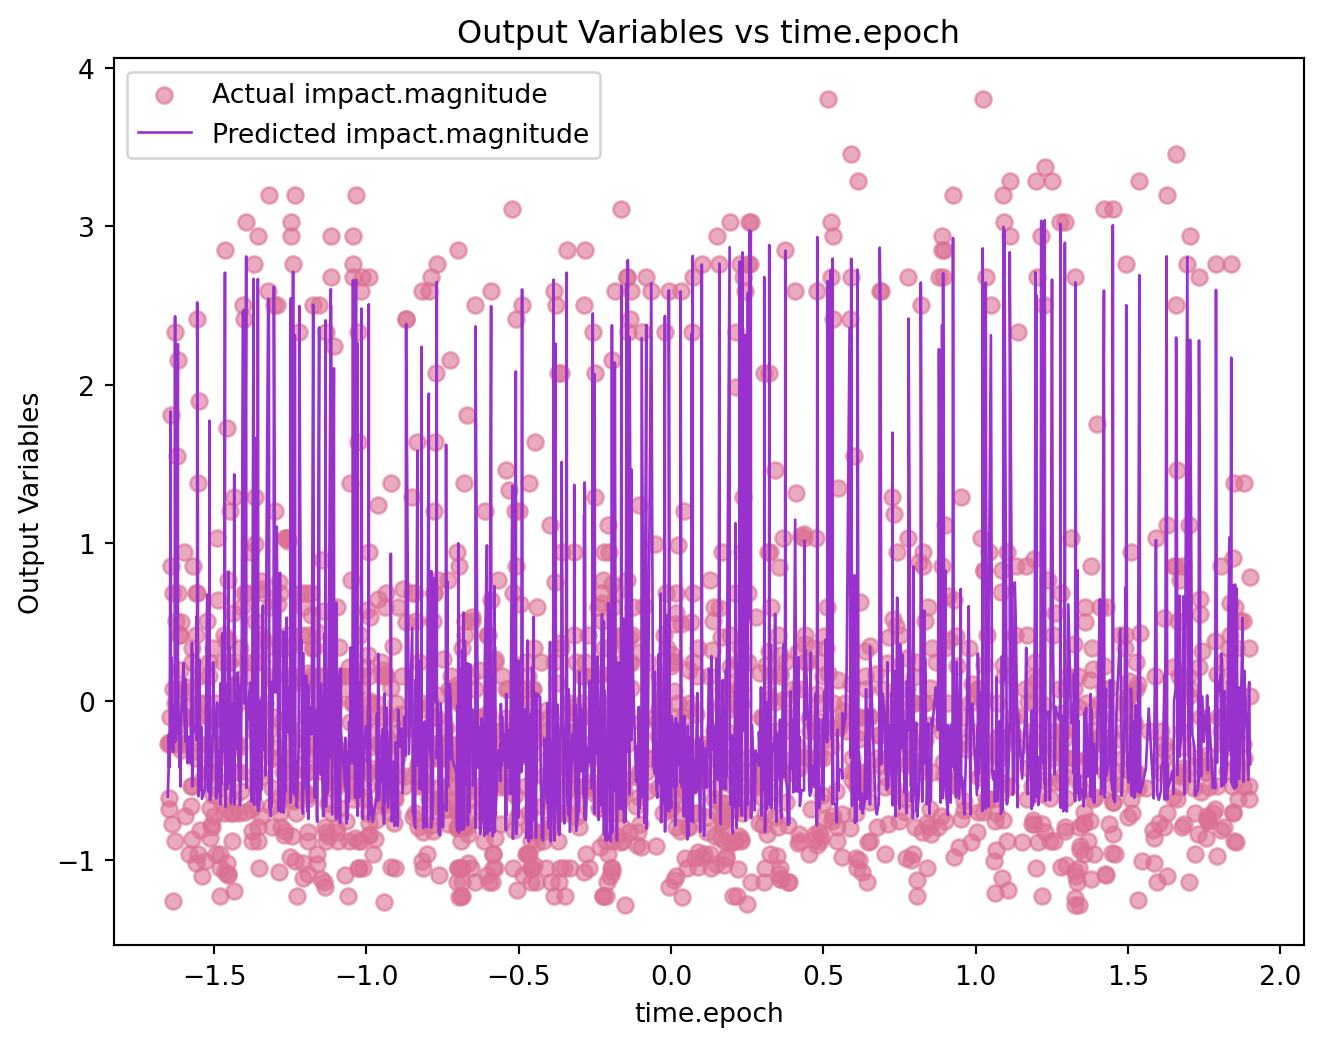 Output Variables vs time.epoch
Actual impact.magnitude
Predicted impact.magnitude
Output Variables
4
3
2
1
0
−1
−1.5
−1.0
−0.5
0.0
0.5
1.0
1.5
2.0
time.epoch